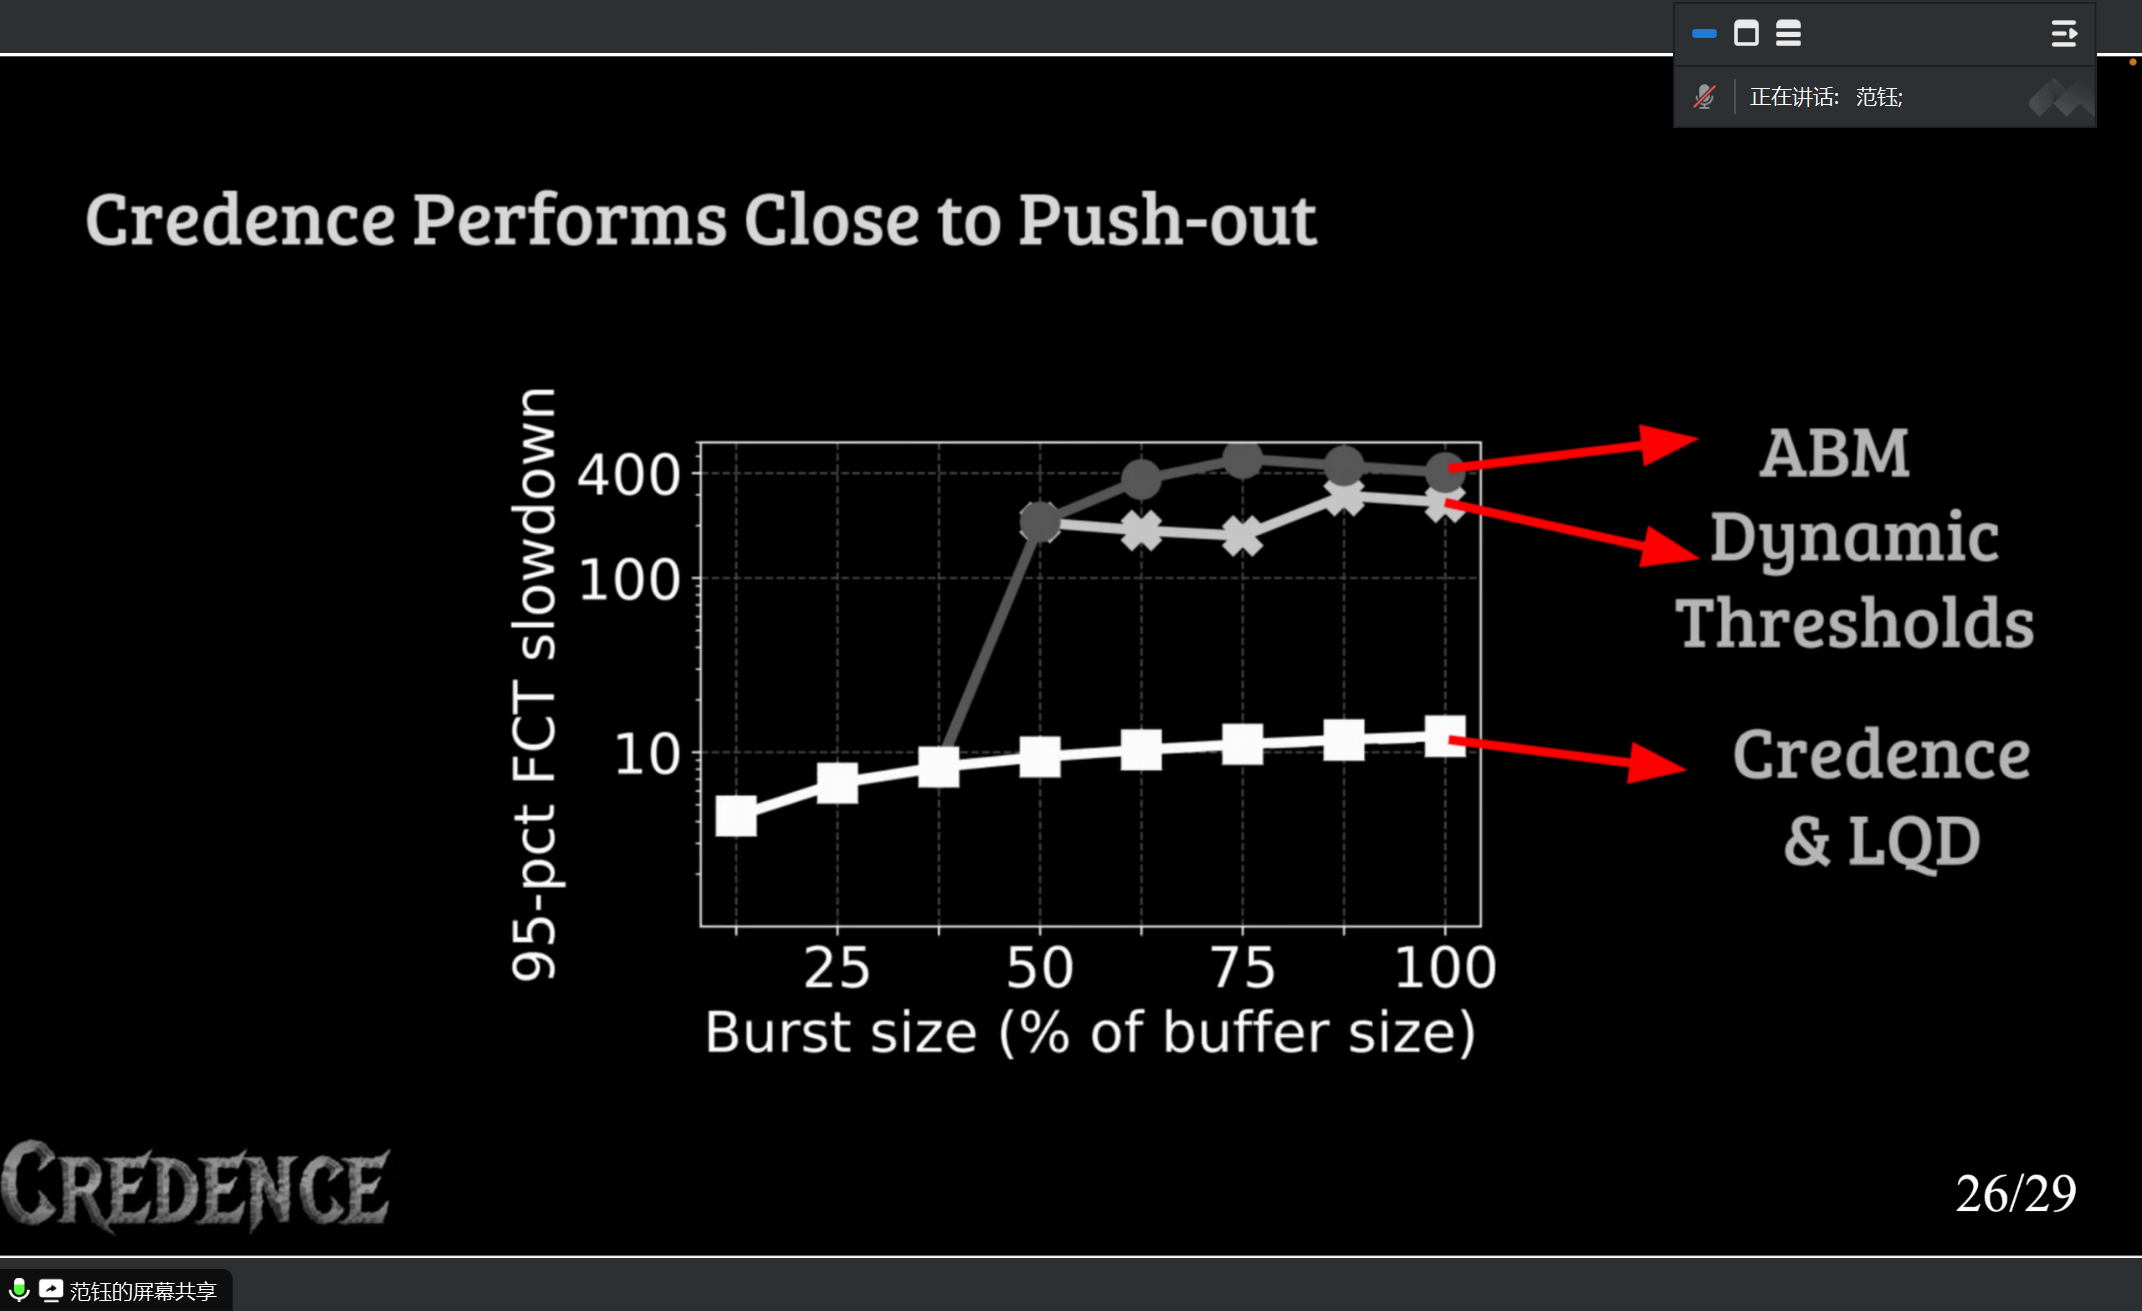 正在讲话: 范钰;
Credence Performs Close to Push-out
95-pct FCT slowdown
400
100
10
25 50 75 100
Burst size (% of buffer size)
ABM
Dynamic
Thresholds
Credence
& LQD
CREDENCE
26/29
范钰的屏幕共享